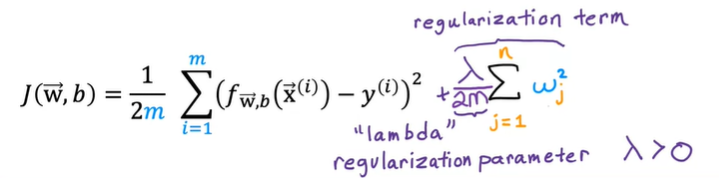 regularization term
J(w⃗, b) = 1/2m ∑_{i=1}^{m} (f_{w⃗,b}(x⃗^{(i)}) − y^{(i)})² + λ/2m ∑_{j=1}^{n} w_j²
"lambda"
regularization parameter λ>0